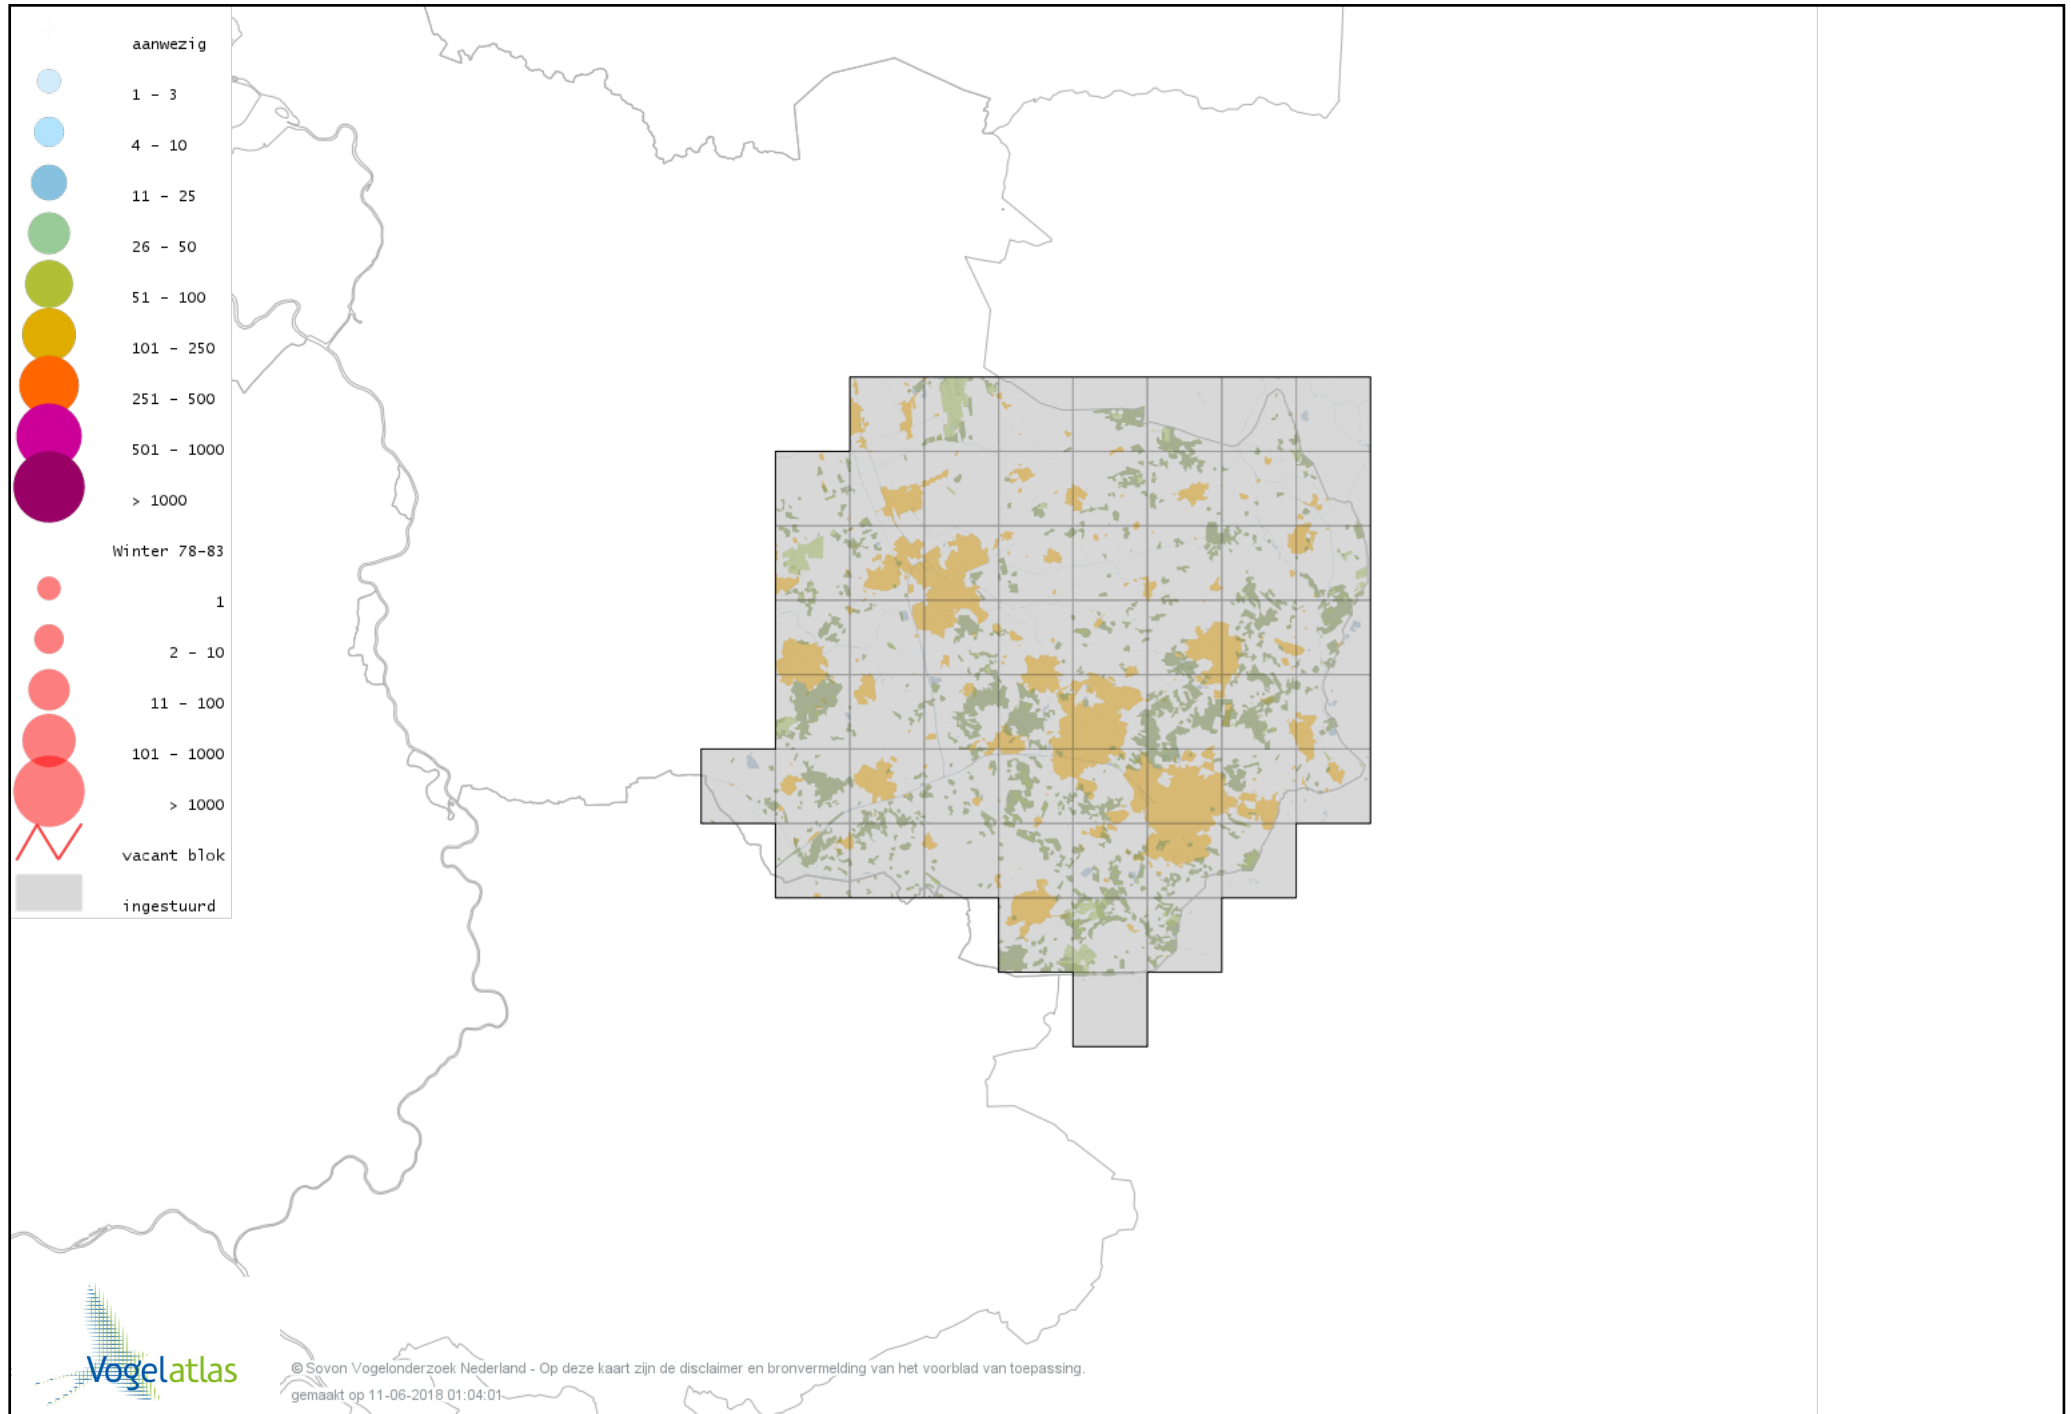 aanwezig
1 - 3
4 - 10
11 - 25
26 - 50
51 - 100
101 - 250
251 - 500
501 - 1000
> 1000
Winter 78-83
1
2 - 10
11 - 100
101 - 1000
> 1000
vacant blok
ingestuurd
Vogelatlas
© Sovon Vogelonderzoek Nederland - Op deze kaart zijn de disclaimer en bronvermelding van het voorblad van toepassing.
gemaakt op 11-06-2018 01:04:01